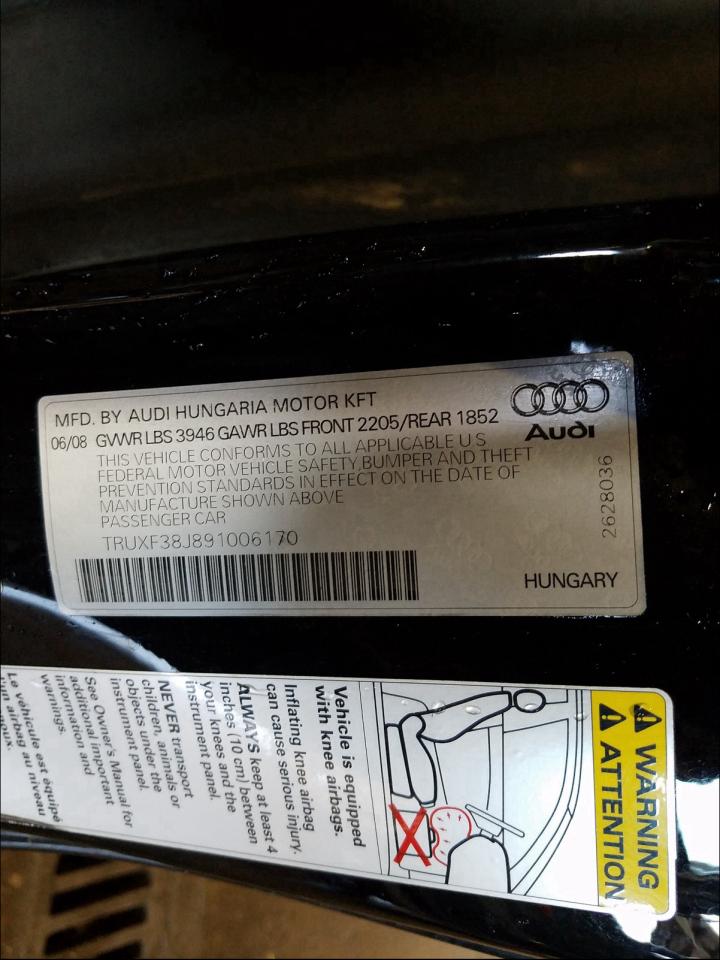 MFD. BY AUDI HUNGARIA MOTOR KFT
06/08 GVWR LBS 3946 GAWR LBS FRONT 2205/REAR 1852
THIS VEHICLE CONFORMS TO ALL APPLICABLE U S
FEDERAL MOTOR VEHICLE SAFETY,BUMPER AND THEFT
PREVENTION STANDARDS IN EFFECT ON THE DATE OF
MANUFACTURE SHOWN ABOVE
PASSENGER CAR
TRUXF38J891006170
Audi
2628036
HUNGARY
WARNING
ATTENTION
Vehicle is equipped
with knee airbags.
Inflating knee airbag
can cause serious injury.
ALWAYS keep at least 4
inches (10 cm) between
your knees and the
instrument panel.
NEVER transport
children, animals or
objects under the
instrument panel.
See Owner's Manual for
additional important
information and
warnings.
Le véhicule est équipé
d'un airbag au niveau